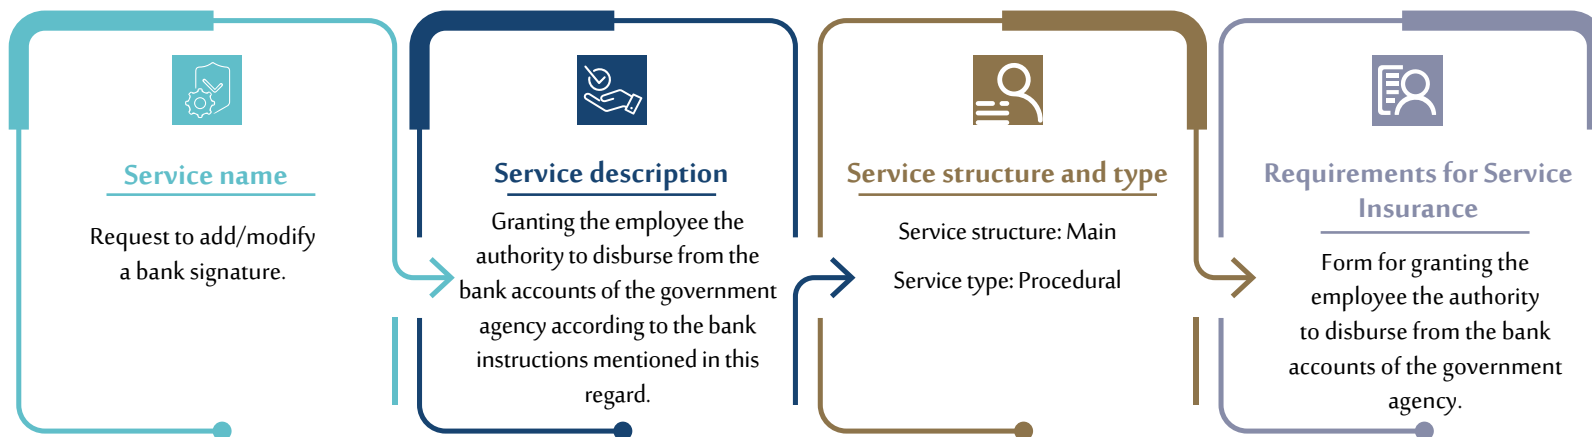 Service name
Request to add/modify
a bank signature.
Service description
Granting the employee the
authority to disburse from the
bank accounts of the government
agency according to the bank
instructions mentioned in this
regard.
Service structure and type
Service structure: Main
Service type: Procedural
Requirements for Service
Insurance
Form for granting the
employee the authority
to disburse from the bank
accounts of the government
agency.